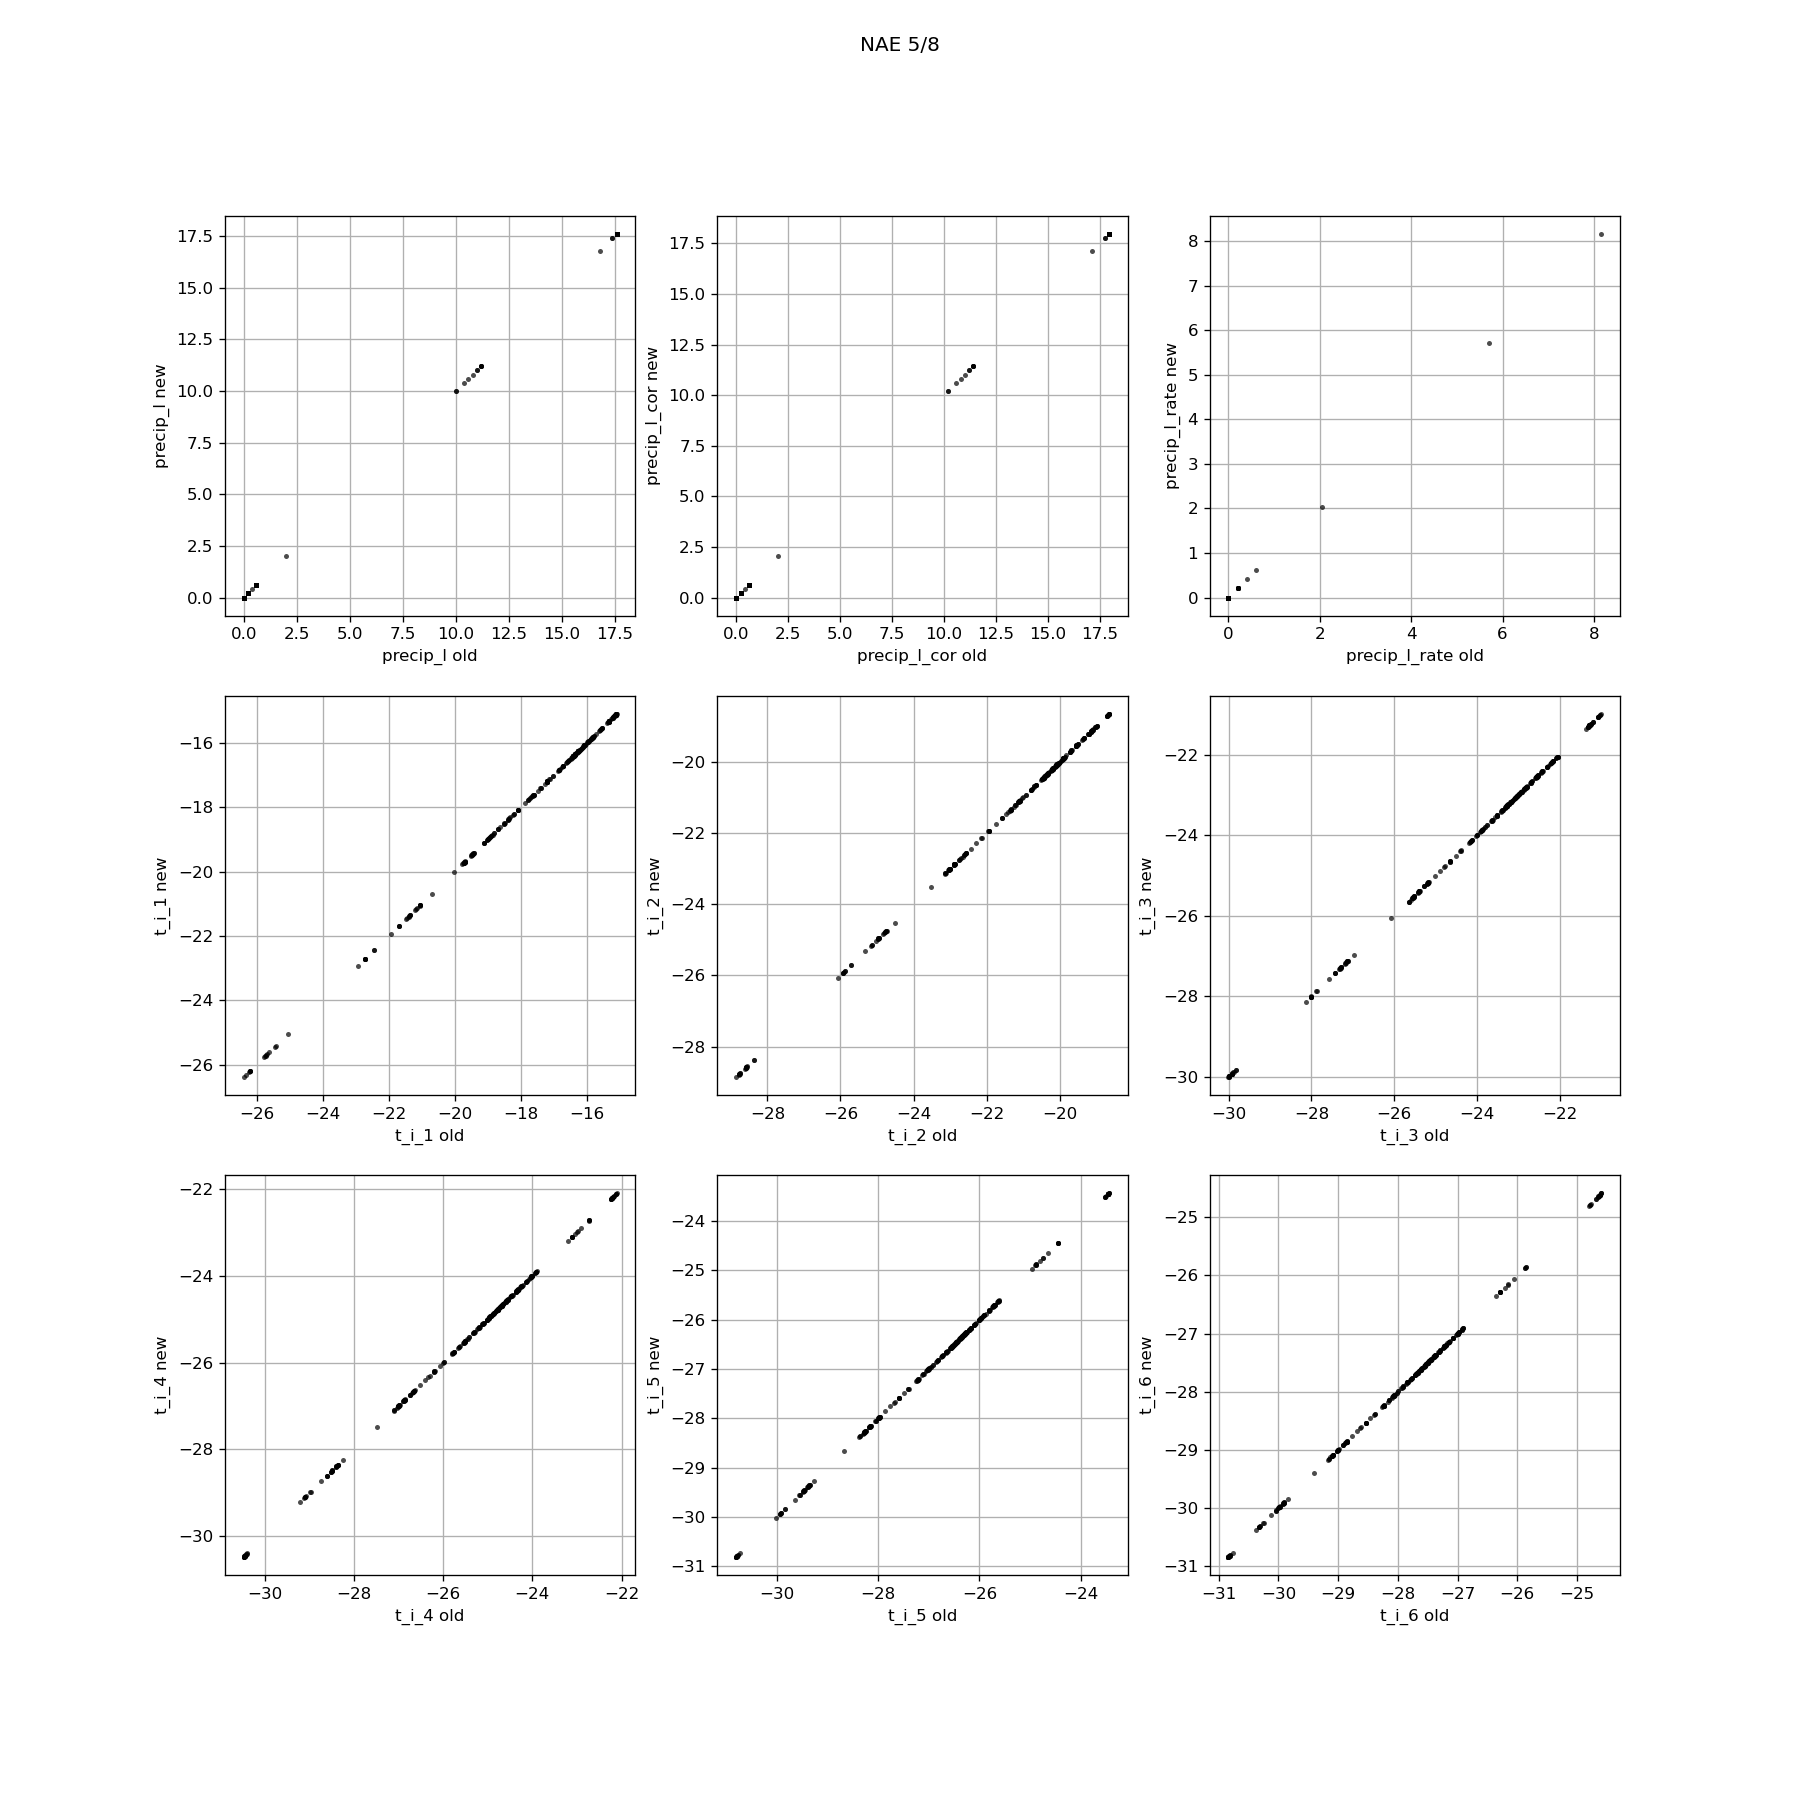 NAE 5/8
17.5
15.0
12.5
10.0
7.5
5.0
2.5
0.0
precip_l new
0.0 2.5 5.0 7.5 10.0 12.5 15.0 17.5
precip_l old
17.5
15.0
12.5
10.0
7.5
5.0
2.5
0.0
precip_l_cor new
0.0 2.5 5.0 7.5 10.0 12.5 15.0 17.5
precip_l_cor old
8
7
6
5
4
3
2
1
0
precip_l_rate new
0 2 4 6 8
precip_l_rate old
−16
−18
−20
−22
−24
−26
t_i_1 new
−26 −24 −22 −20 −18 −16
t_i_1 old
−20
−22
−24
−26
−28
t_i_2 new
−28 −26 −24 −22 −20
t_i_2 old
−22
−24
−26
−28
−30
t_i_3 new
−30 −28 −26 −24 −22
t_i_3 old
−22
−24
−26
−28
−30
t_i_4 new
−30 −28 −26 −24 −22
t_i_4 old
−24
−25
−26
−27
−28
−29
−30
−31
t_i_5 new
−30 −28 −26 −24
t_i_5 old
−25
−26
−27
−28
−29
−30
−31
t_i_6 new
−31 −30 −29 −28 −27 −26 −25
t_i_6 old